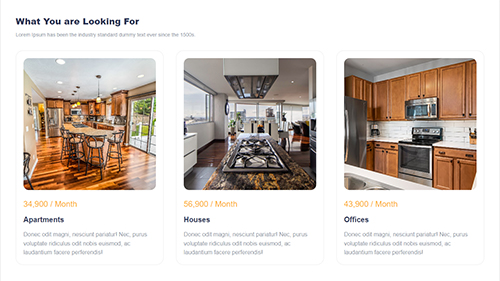 What You are Looking For
Lorem Ipsum has been the industry standard dummy text ever since the 1500s.
34,900 / Month
Apartments
Donec odit magni, nesciunt pariatur! Nec, purus
voluptate ridiculus odit nobis euismod, ac
laudantium facere perferendis!
56,900 / Month
Houses
Donec odit magni, nesciunt pariatur! Nec, purus
voluptate ridiculus odit nobis euismod, ac
laudantium facere perferendis!
43,900 / Month
Offices
Donec odit magni, nesciunt pariatur! Nec, purus
voluptate ridiculus odit nobis euismod, ac
laudantium facere perferendis!